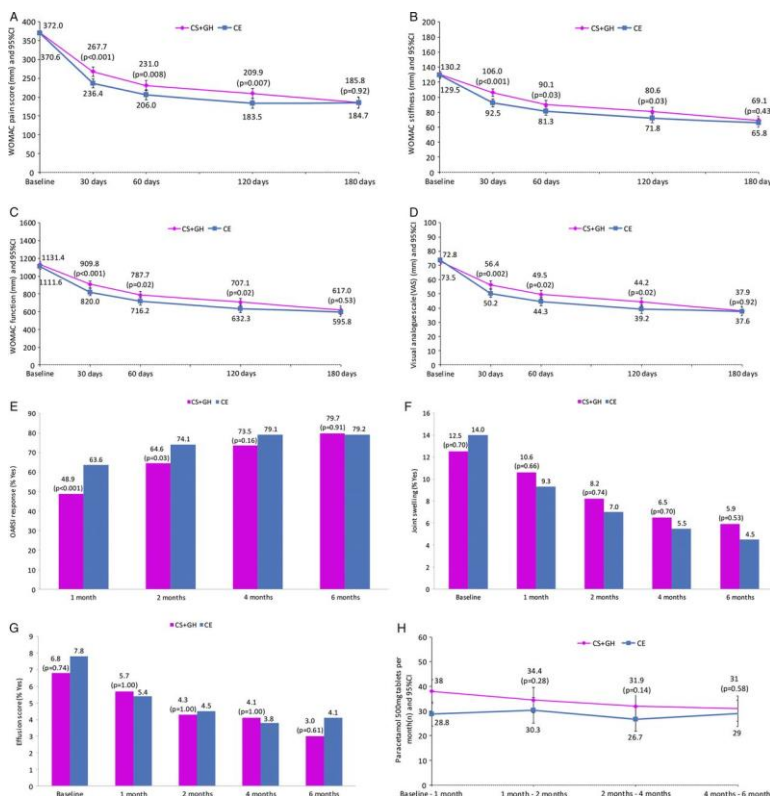 A
CS+GH CE
WOMAC pain score (mm) and 95%CI
400
350
300
250
200
150
100
50
0
372.0
370.6
267.7
(p<0.001)
236.4
231.0
(p=0.008)
206.0
209.9
(p=0.007)
183.5
185.8
(p=0.92)
184.7
Baseline 30 days 60 days 120 days 180 days
B
CS+GH CE
WOMAC stiffness (mm) and 95%CI
200
180
160
140
120
100
80
60
40
20
0
130.2
129.5
106.0
(p<0.001)
92.5
90.1
(p=0.03)
81.3
80.6
(p=0.03)
71.8
69.1
(p=0.43
65.8
Baseline 30 days 60 days 120 days 180 days
C
CS+GH CE
WOMAC function (mm) and 95%CI
1600
1400
1200
1000
800
600
400
200
0
1131.4
1111.6
909.8
(p<0.001)
820.0
787.7
(p=0.02)
716.2
707.1
(p=0.02)
632.3
617.0
(p=0.53)
595.8
Baseline 30 days 60 days 120 days 180 days
D
CS+GH CE
Visual analogue scale (VAS) (mm) and 95%CI
100
90
80
70
60
50
40
30
20
10
0
72.8
73.5
56.4
(p=0.002)
50.2
49.5
(p=0.02)
44.3
44.2
(p=0.02)
39.2
37.9
(p=0.92)
37.6
Baseline 30 days 60 days 120 days 180 days
E
CS+GH CE
OARSI response (% Yes)
90
80
70
60
50
40
30
20
10
0
48.9
(p<0.001)
63.6
64.6
(p=0.03)
74.1
73.5
(p=0.16)
79.1
79.7
(p=0.91)
79.2
1 month 2 months 4 months 6 months
F
CS+GH CE
Joint swelling (% Yes)
16
14
12
10
8
6
4
2
0
12.5
(p=0.70)
14.0
10.6
(p=0.66)
9.3
8.2
(p=0.74)
7.0
6.5
(p=0.70)
5.5
5.9
(p=0.53)
4.5
Baseline 1 month 2 months 4 months 6 months
G
CS+GH CE
Effusion score (% Yes)
9
8
7
6
5
4
3
2
1
0
6.8
(p=0.74)
7.8
5.7
(p=1.00)
5.4
4.3
(p=1.00)
4.5
4.1
(p=1.00)
3.8
3.0
(p=0.61)
4.1
Baseline 1 month 2 months 4 months 6 months
H
CS+GH CE
Paracetamol 500mg tablets per
month(n) and 95%CI
60
50
40
30
20
10
0
38
28.8
34.4
(p=0.28)
30.3
31.9
(p=0.14)
26.7
31
(p=0.58)
29
Baseline - 1 month 1 month - 2 months 2 months - 4 months 4 months - 6 month